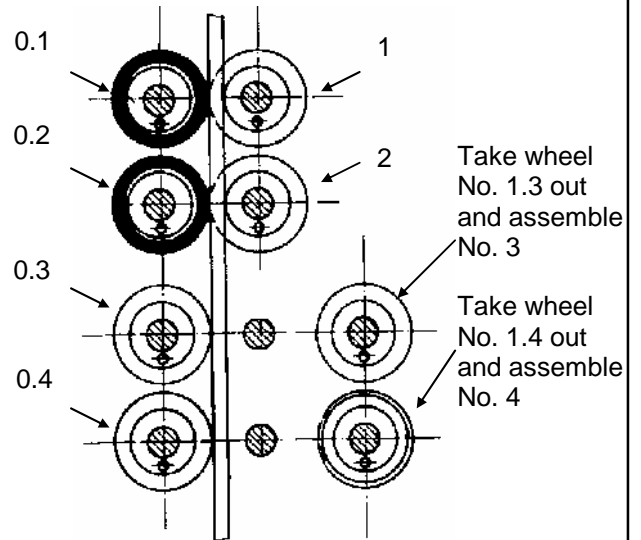 0.1
1
0.2
2
Take wheel
No. 1.3 out
and assemble
No. 3
0.3
Take wheel
No. 1.4 out
and assemble
No. 4
0.4